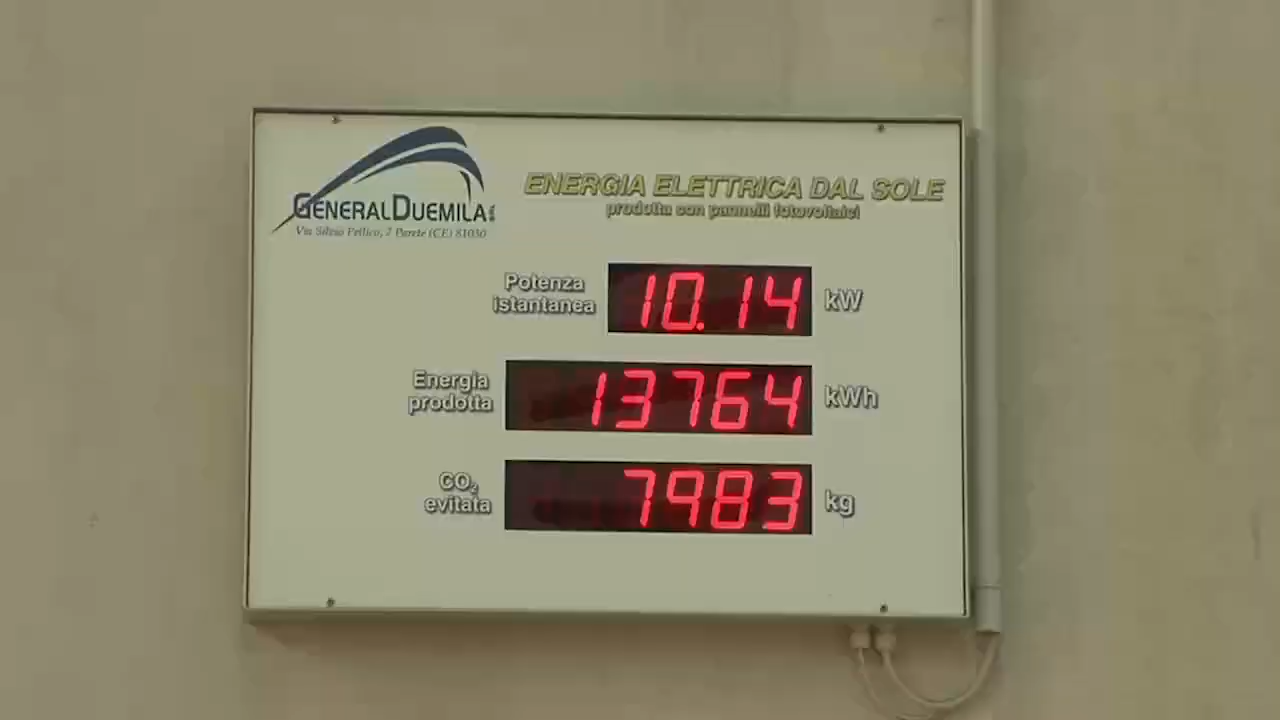 GENERALDUEMILA SRL
Via Silvio Pellico, 7 Parete (CE) 81030
ENERGIA ELETTRICA DAL SOLE
prodotta con pannelli fotovoltaici
Potenza
istantanea
10.14 kW
Energia
prodotta
13764 kWh
CO₂
evitata
7983 kg